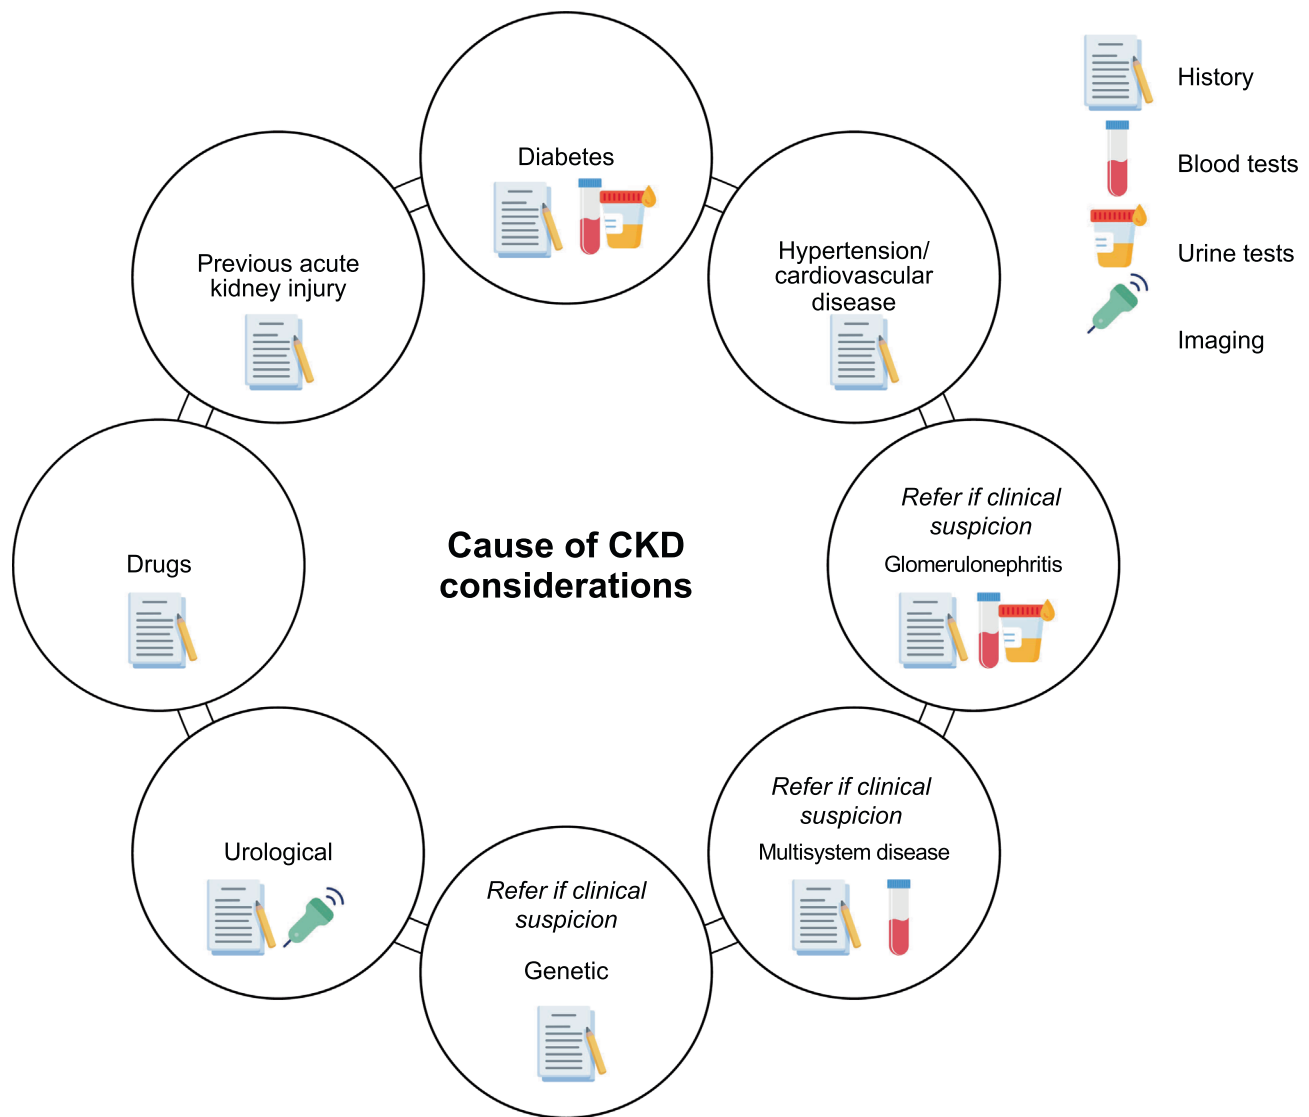 Diabetes
Hypertension/
cardiovascular
disease
Refer if clinical
suspicion
Glomerulonephritis
Refer if clinical
suspicion
Multisystem disease
Refer if clinical
suspicion
Genetic
Urological
Drugs
Previous acute
kidney injury
Cause of CKD
considerations
History
Blood tests
Urine tests
Imaging